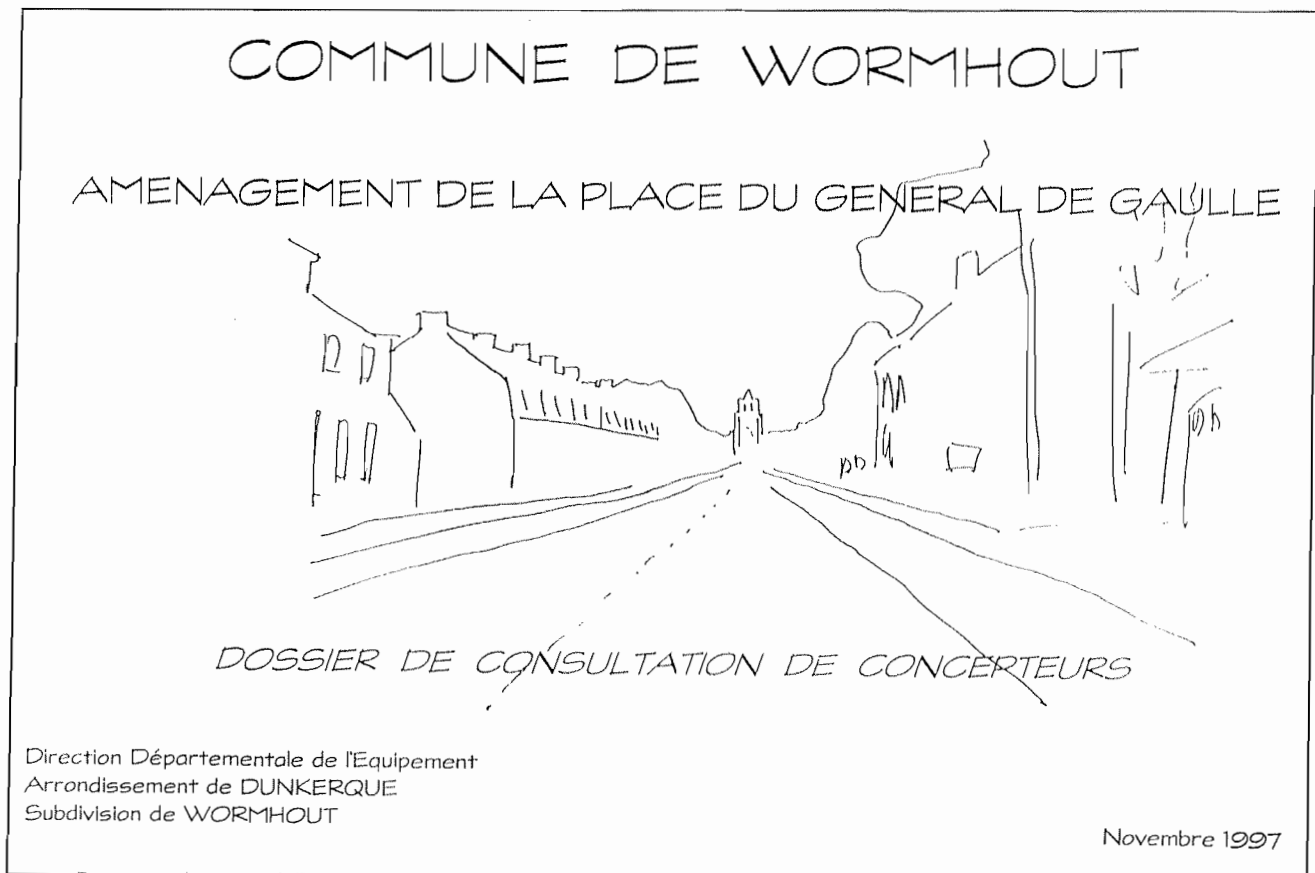 COMMUNE DE WORMHOUT
AMENAGEMENT DE LA PLACE DU GENERAL DE GAULLE
DOSSIER DE CONSULTATION DE CONCEPTEURS
Direction Départementale de l'Equipement
Arrondissement de DUNKERQUE
Subdivision de WORMHOUT
Novembre 1997